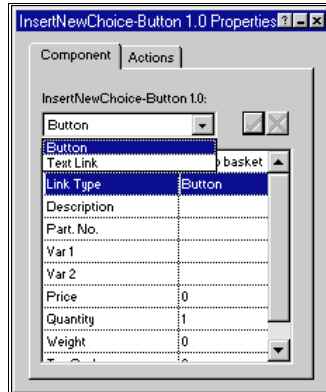 InsertNewChoice-Button 1.0 Properties
Component Actions
InsertNewChoice-Button 1.0:
Button
Button
Text Link basket
Link Type Button
Description
Part. No.
Var 1
Var 2
Price 0
Quantity 1
Weight 0